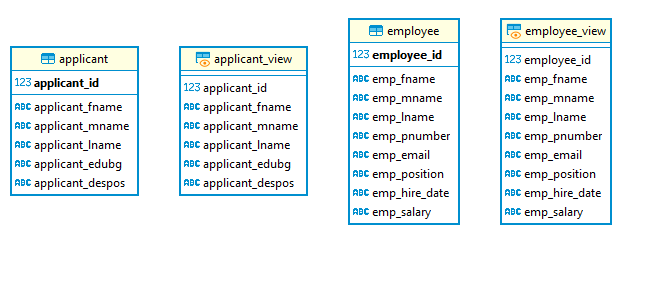 applicant
123 applicant_id
ABC applicant_fname
ABC applicant_mname
ABC applicant_lname
ABC applicant_edubg
ABC applicant_despos
applicant_view
123 applicant_id
ABC applicant_fname
ABC applicant_mname
ABC applicant_lname
ABC applicant_edubg
ABC applicant_despos
employee
123 employee_id
ABC emp_fname
ABC emp_mname
ABC emp_lname
ABC emp_pnumber
ABC emp_email
ABC emp_position
ABC emp_hire_date
ABC emp_salary
employee_view
123 employee_id
ABC emp_fname
ABC emp_mname
ABC emp_lname
ABC emp_pnumber
ABC emp_email
ABC emp_position
ABC emp_hire_date
ABC emp_salary